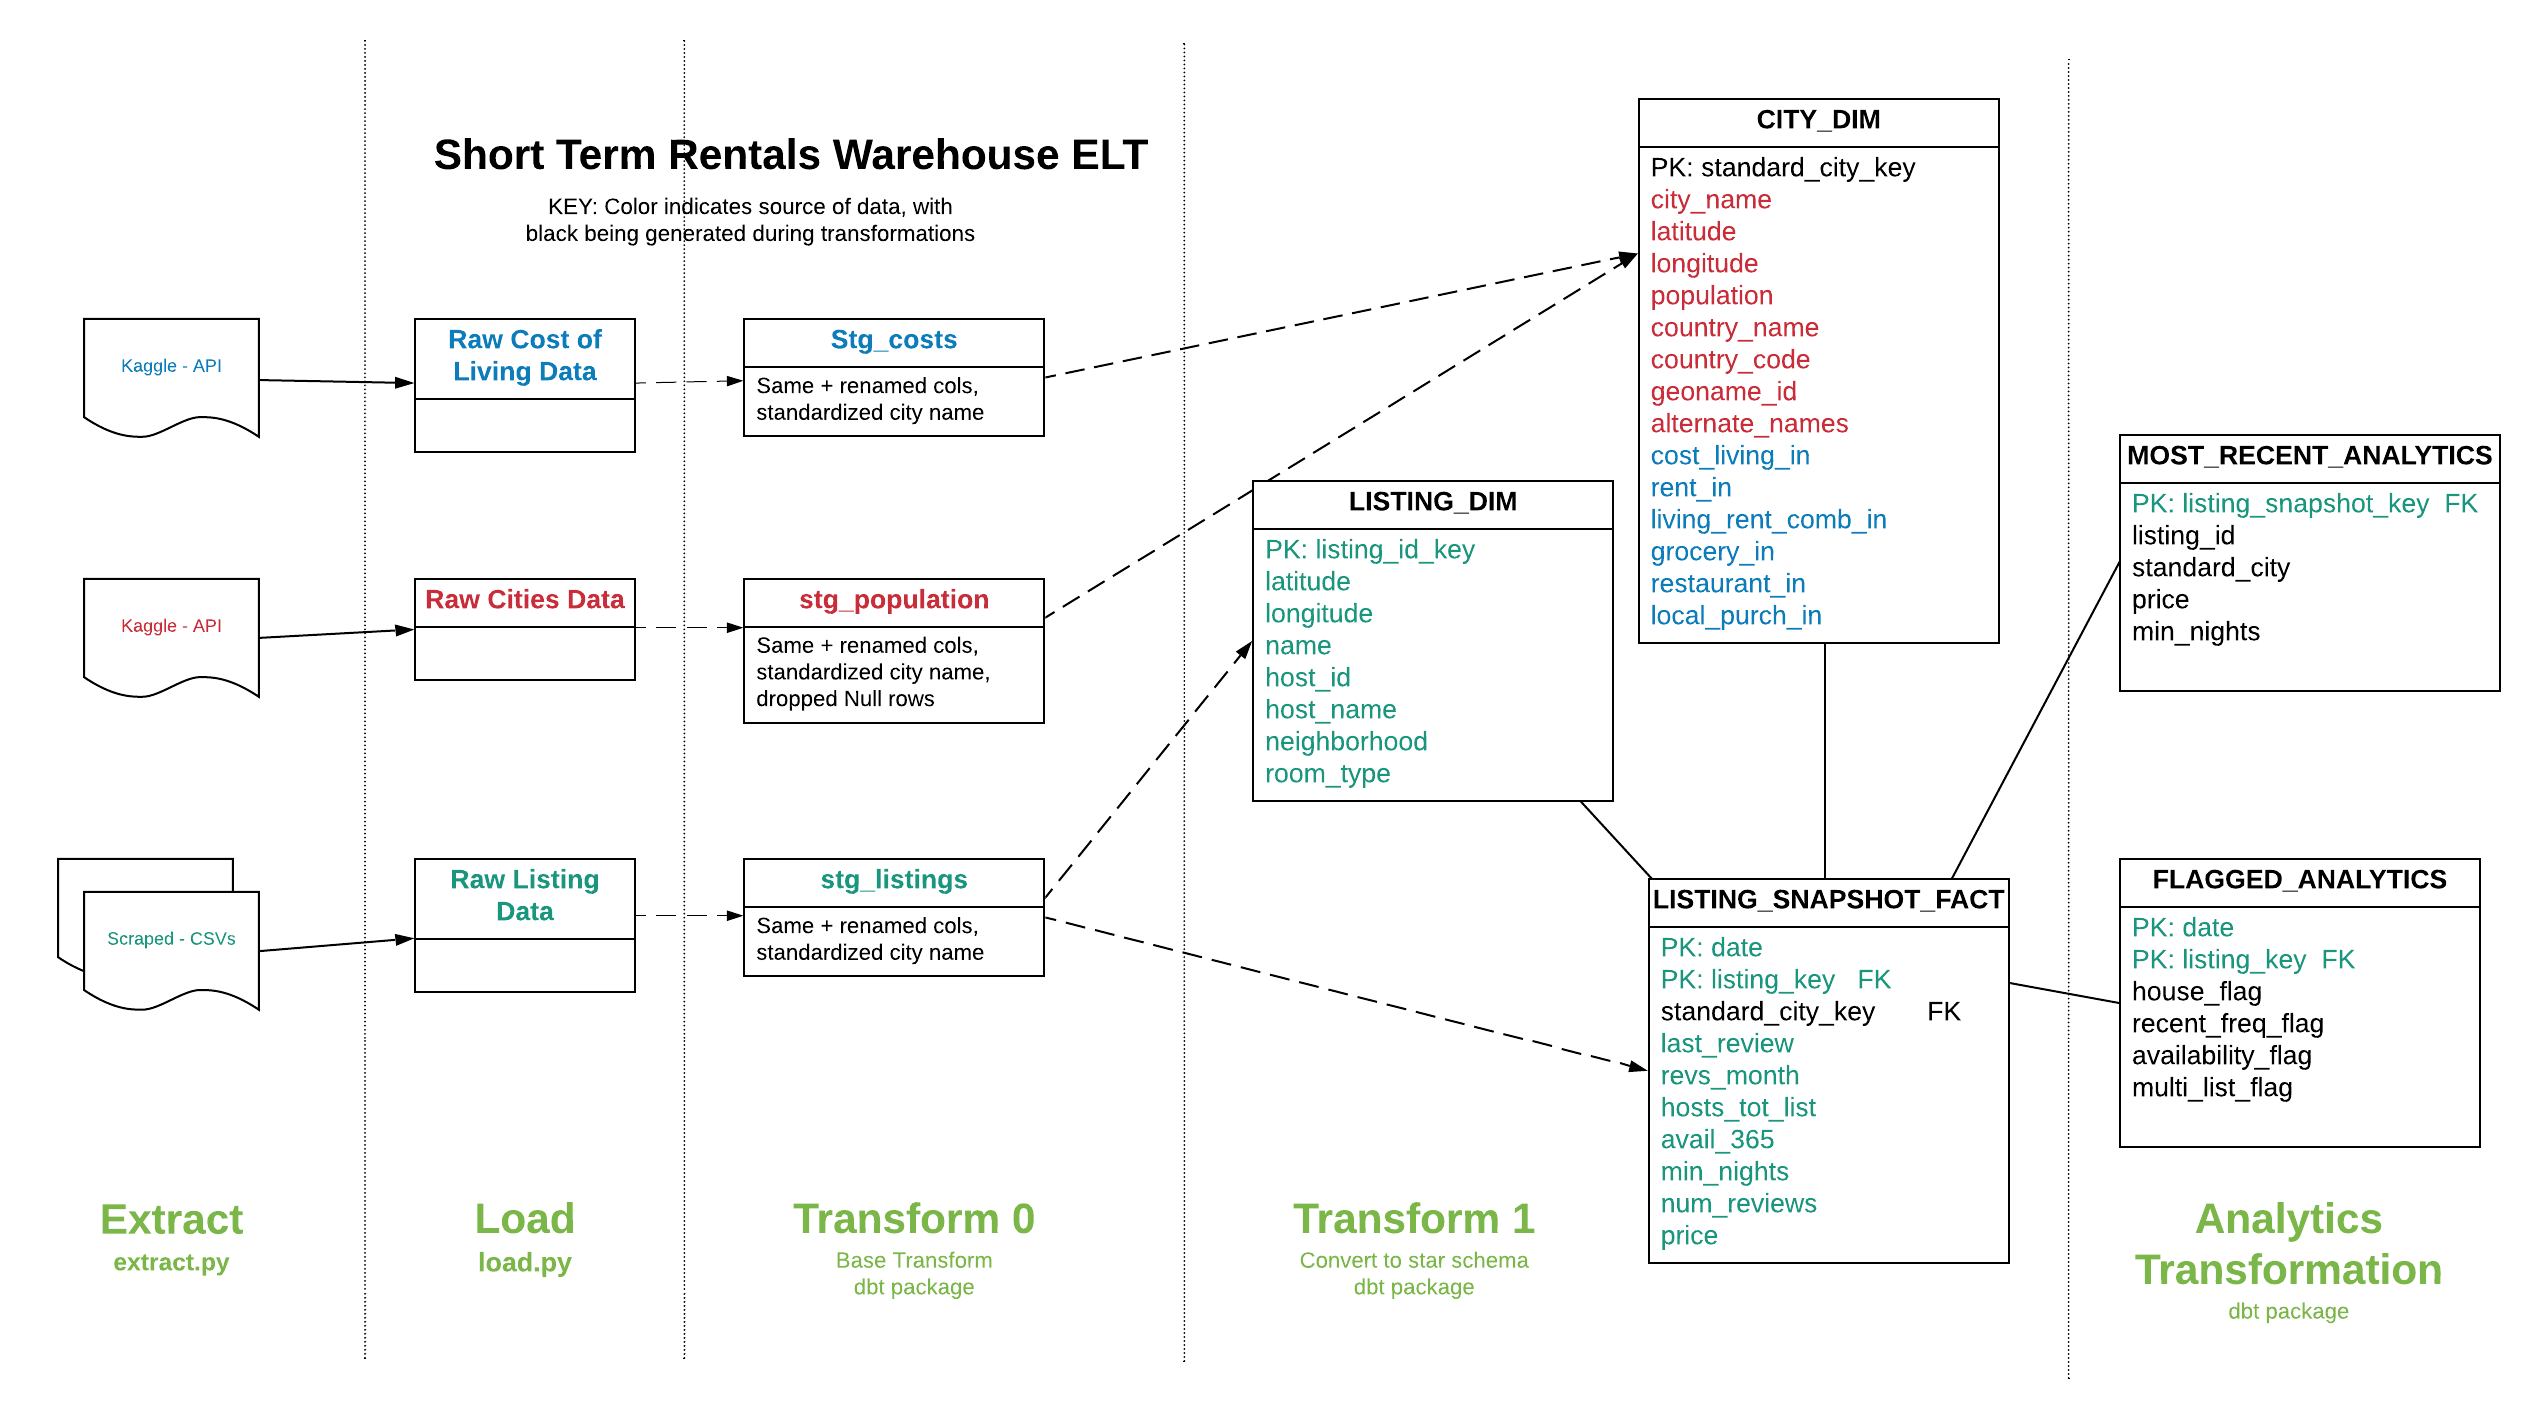 Short Term Rentals Warehouse ELT
KEY: Color indicates source of data, with
black being generated during transformations
Kaggle - API
Kaggle - API
Scraped - CSVs
Extract
extract.py
Raw Cost of
Living Data
Raw Cities Data
Raw Listing
Data
Load
load.py
Stg_costs
Same + renamed cols,
standardized city name
stg_population
Same + renamed cols,
standardized city name,
dropped Null rows
stg_listings
Same + renamed cols,
standardized city name
Transform 0
Base Transform
dbt package
LISTING_DIM
PK: listing_id_key
latitude
longitude
name
host_id
host_name
neighborhood
room_type
Transform 1
Convert to star schema
dbt package
CITY_DIM
PK: standard_city_key
city_name
latitude
longitude
population
country_name
country_code
geoname_id
alternate_names
cost_living_in
rent_in
living_rent_comb_in
grocery_in
restaurant_in
local_purch_in
LISTING_SNAPSHOT_FACT
PK: date
PK: listing_key FK
standard_city_key FK
last_review
revs_month
hosts_tot_list
avail_365
min_nights
num_reviews
price
MOST_RECENT_ANALYTICS
PK: listing_snapshot_key FK
listing_id
standard_city
price
min_nights
FLAGGED_ANALYTICS
PK: date
PK: listing_key FK
house_flag
recent_freq_flag
availability_flag
multi_list_flag
Analytics
Transformation
dbt package